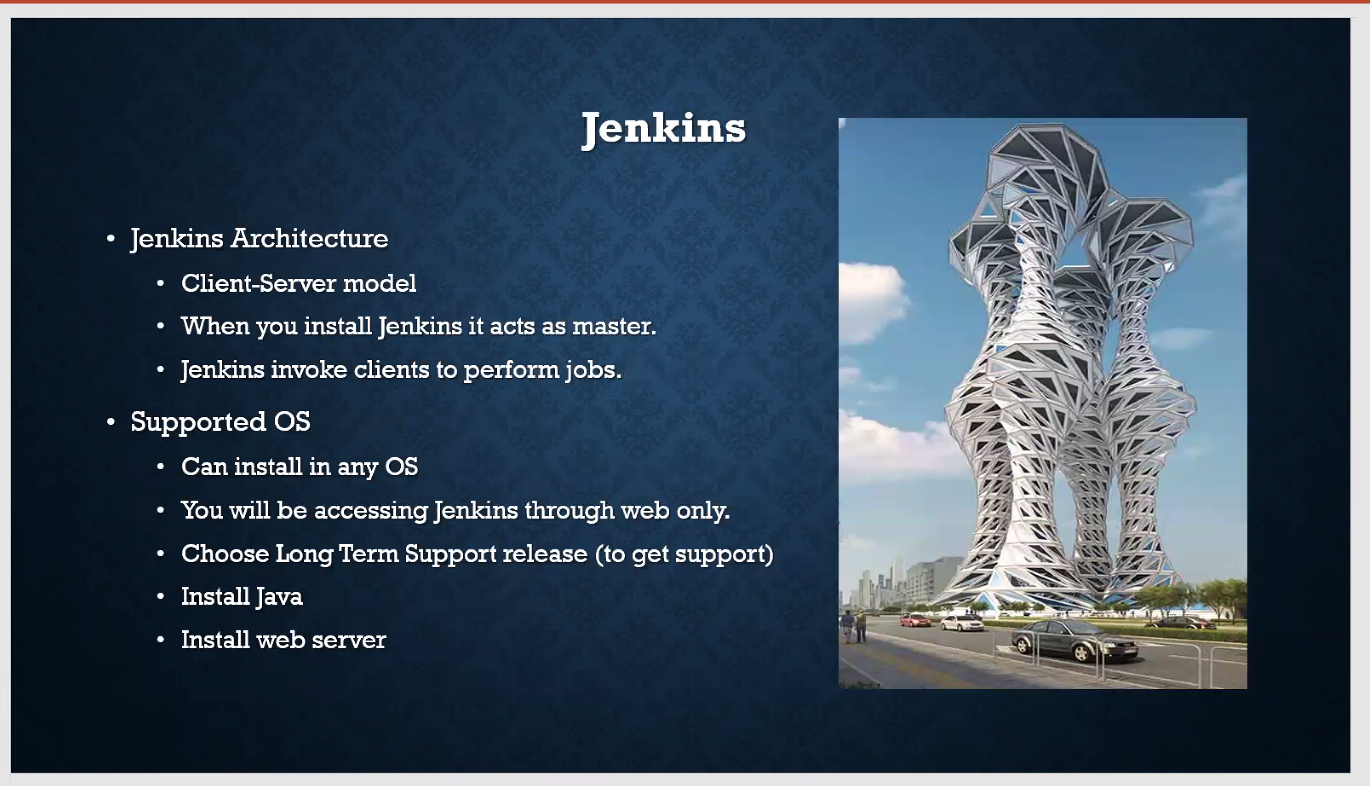 Jenkins
• Jenkins Architecture
• Client-Server model
• When you install Jenkins it acts as master.
• Jenkins invoke clients to perform jobs.
• Supported OS
• Can install in any OS
• You will be accessing Jenkins through web only.
• Choose Long Term Support release (to get support)
• Install Java
• Install web server